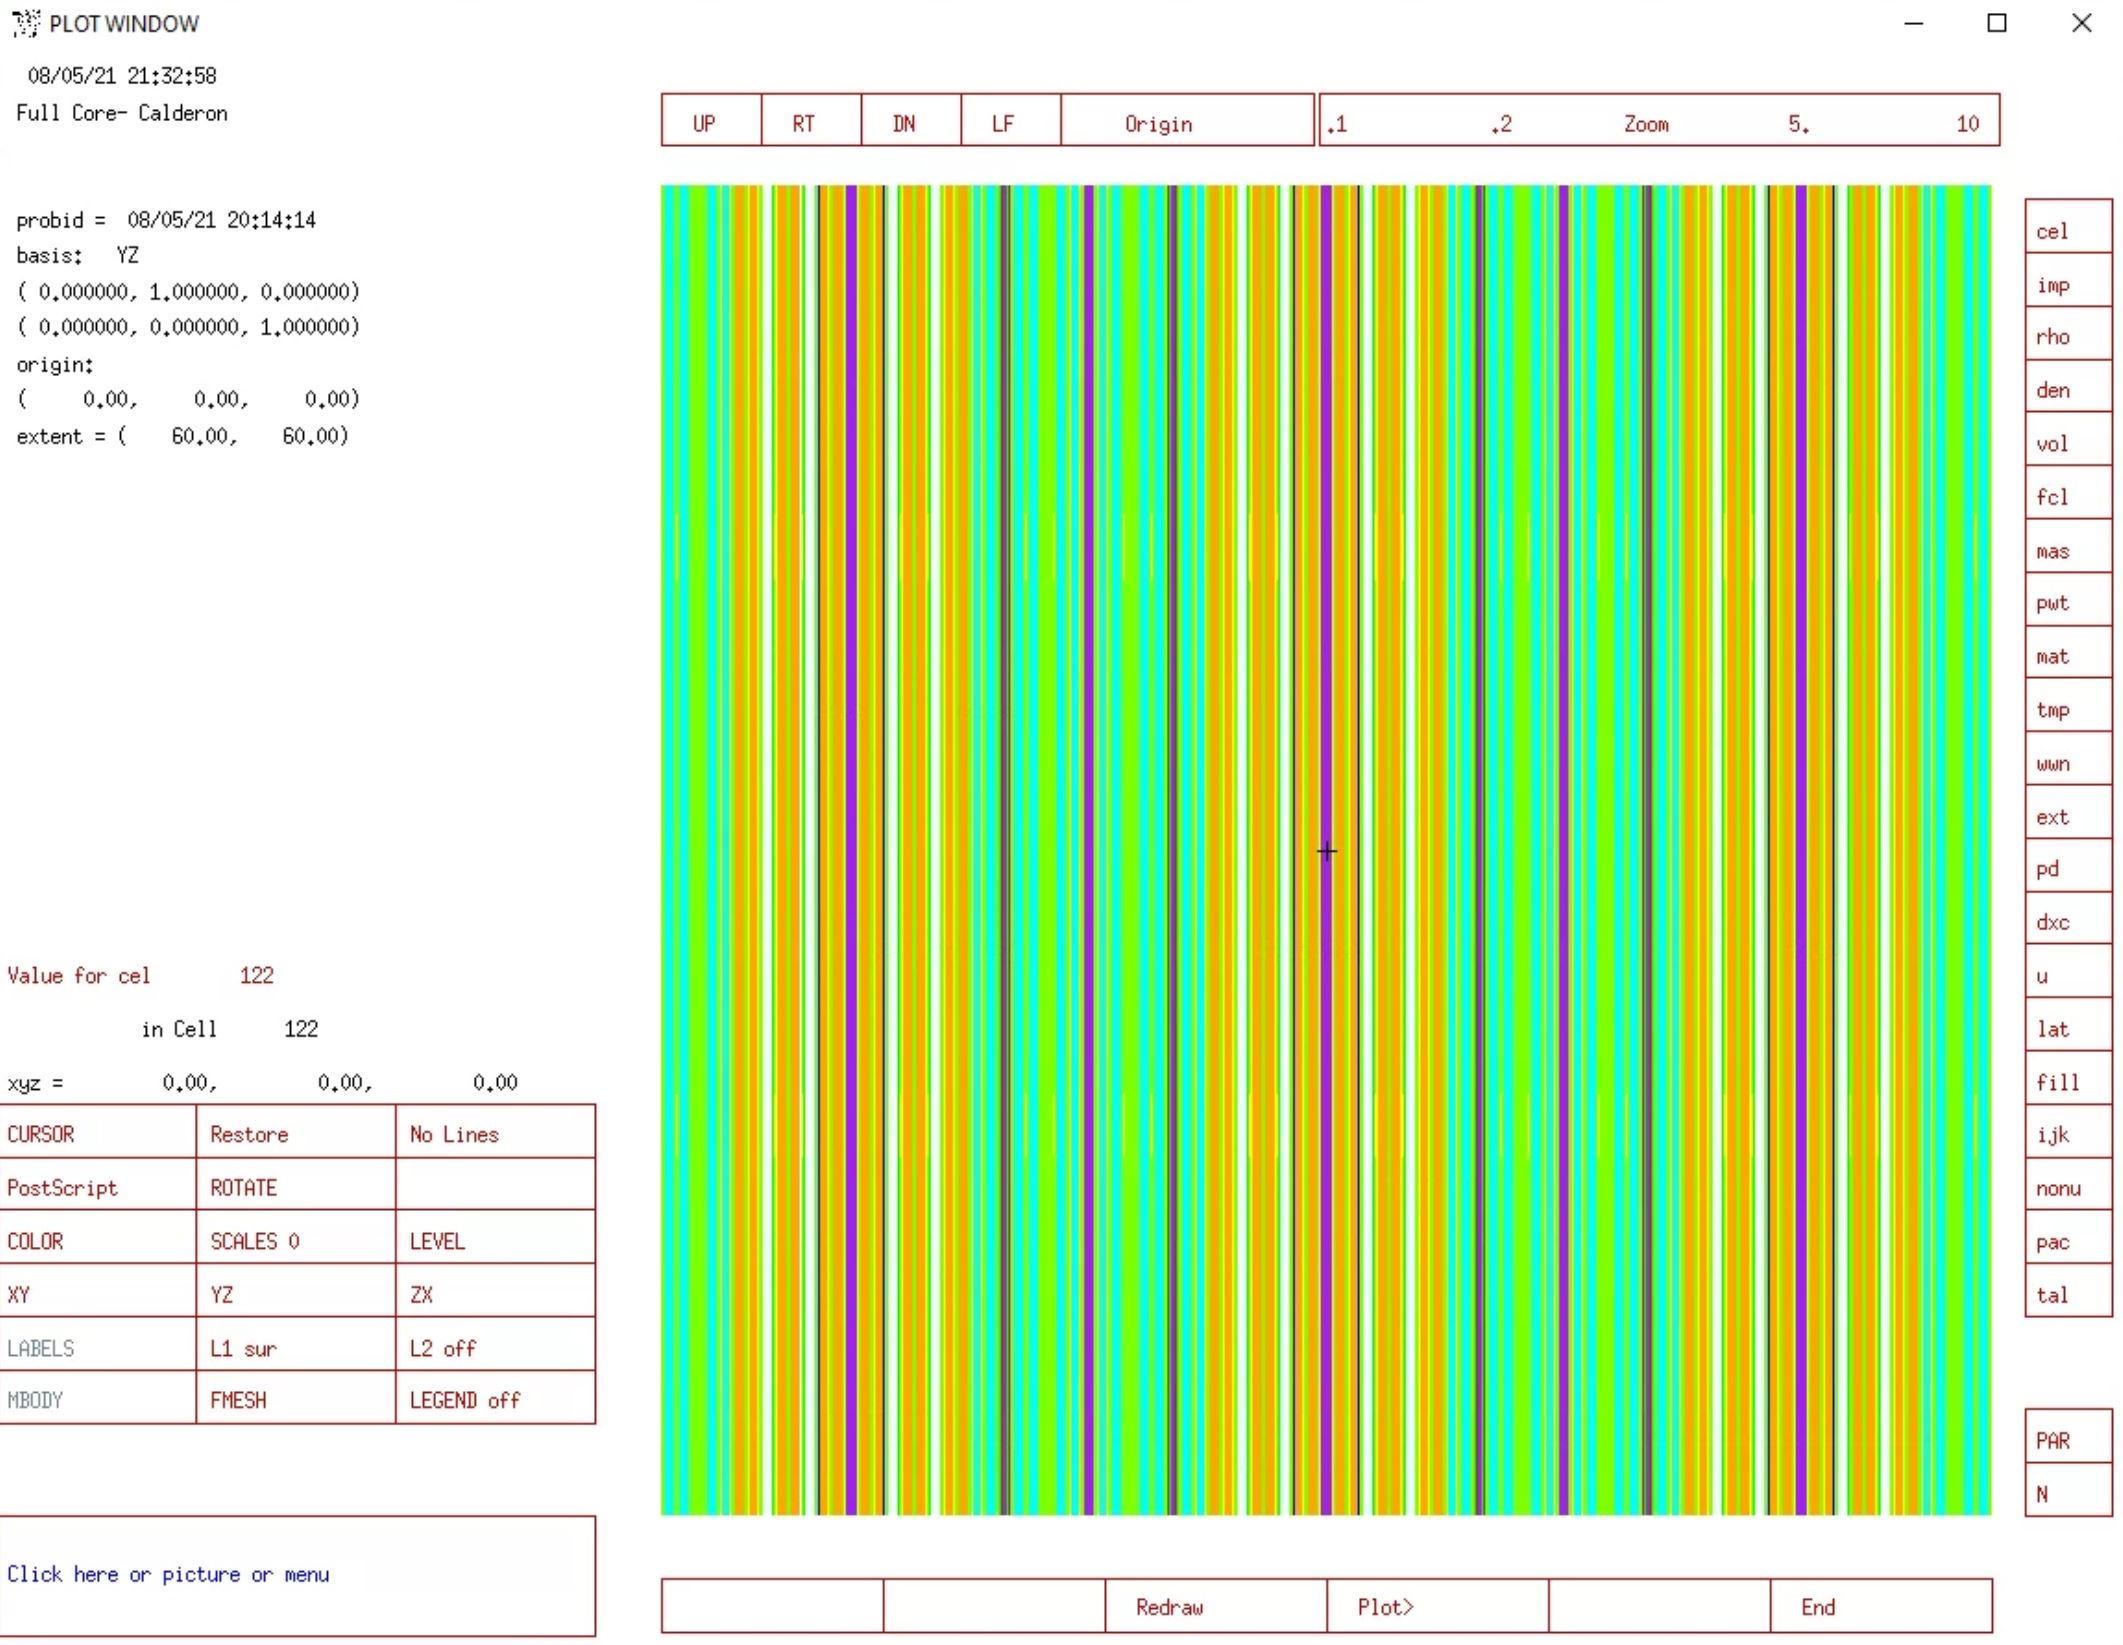 PLOT WINDOW
08/05/21 21:32:58
Full Core- Calderon
UP RT DN LF Origin .1 .2 Zoom 5. 10
probid = 08/05/21 20:14:14
basis: YZ
( 0.000000, 1.000000, 0.000000)
( 0.000000, 0.000000, 1.000000)
origin:
( 0.00, 0.00, 0.00)
extent = ( 60.00, 60.00)
cel
imp
rho
den
vol
fcl
mas
pwt
mat
tmp
wwn
ext
pd
dxc
u
lat
fill
ijk
nonu
pac
tal
PAR
N
Value for cel 122
in Cell 122
xyz = 0.00, 0.00, 0.00
CURSOR Restore No Lines
PostScript ROTATE
COLOR SCALES 0 LEVEL
XY YZ ZX
LABELS L1 sur L2 off
MBODY FMESH LEGEND off
Click here or picture or menu
Redraw Plot> End